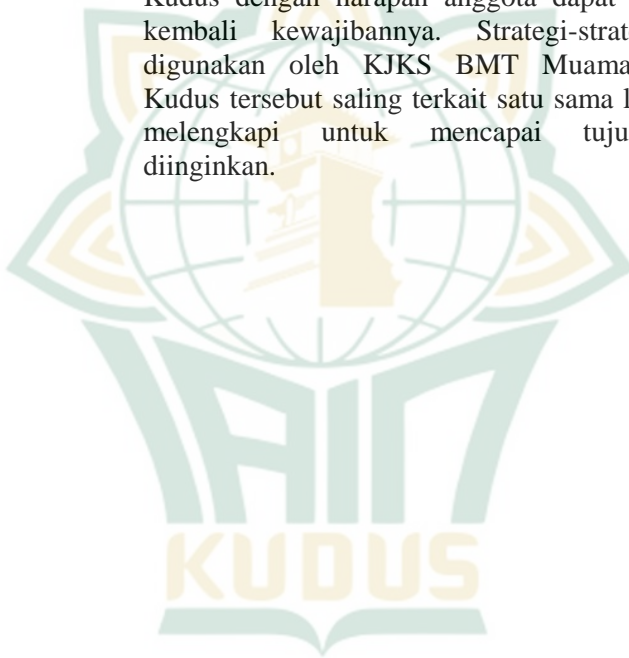 Kudus dengan harapan anggota dapat
kembali kewajibannya. Strategi-strat
digunakan oleh KJKS BMT Muama
Kudus tersebut saling terkait satu sama l
melengkapi untuk mencapai tuju
diinginkan.
IAIN
KUDUS